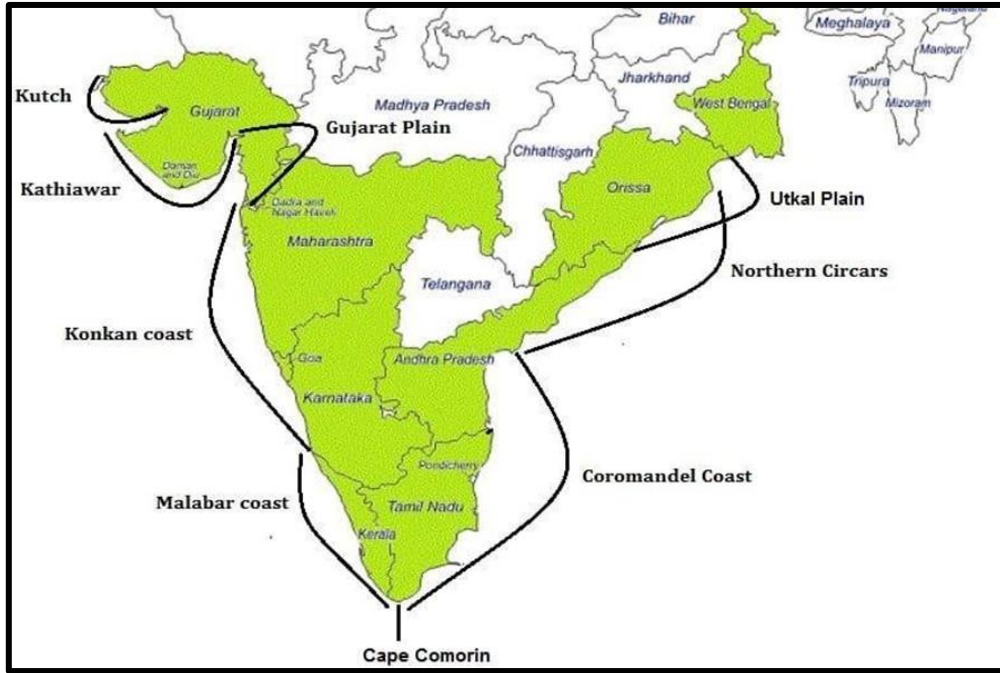 Bihar
Meghalaya
Nagaland
Manipur
Jharkhand
Tripura
Mizoram
West Bengal
Kutch
Gujarat
Madhya Pradesh
Gujarat Plain
Chhattisgarh
Kathiawar
Daman
and Diu
Orissa
Utkal Plain
Dadra and
Nagar Haveli
Maharashtra
Telangana
Northern Circars
Konkan coast
Goa
Andhra Pradesh
Karnataka
Pondicherry
Coromandel Coast
Malabar coast
Tamil Nadu
Kerala
Cape Comorin